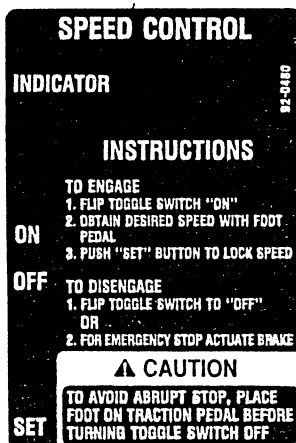 SPEED CONTROL
INDICATOR
92-0480
INSTRUCTIONS
TO ENGAGE
1. FLIP TOGGLE SWITCH "ON"
2. OBTAIN DESIRED SPEED WITH FOOT
PEDAL
3. PUSH "SET" BUTTON TO LOCK SPEED
ON
OFF
TO DISENGAGE
1. FLIP TOGGLE SWITCH TO "OFF"
OR
2. FOR EMERGENCY STOP ACTUATE BRAKE
⚠ CAUTION
TO AVOID ABRUPT STOP, PLACE
FOOT ON TRACTION PEDAL BEFORE
TURNING TOGGLE SWITCH OFF
SET